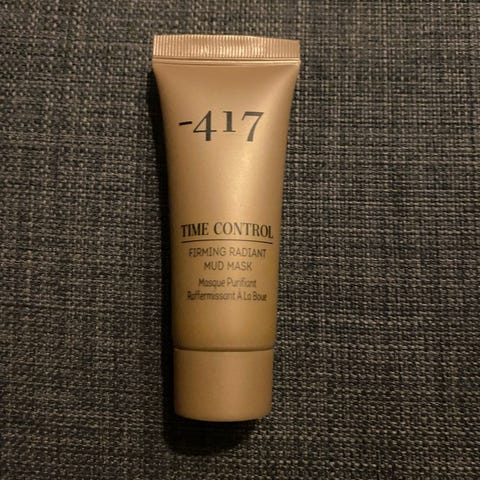 -417
TIME CONTROL
FIRMING RADIANT
MUD MASK
Masque Purifiant
Raffermissant À La Boue